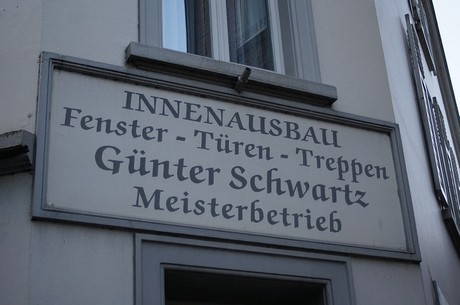 INNENAUSBAU
Fenster - Türen - Treppen
Günter Schwartz
Meisterbetrieb